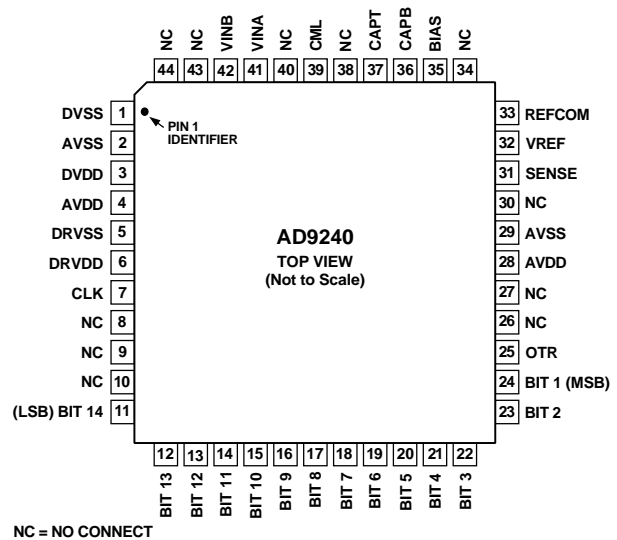 NC
NC
VINB
VINA
NC
CML
NC
CAPT
CAPB
BIAS
NC
44 43 42 41 40 39 38 37 36 35 34
DVSS 1
AVSS 2
DVDD 3
AVDD 4
DRVSS 5
DRVDD 6
CLK 7
NC 8
NC 9
NC 10
(LSB) BIT 14 11
PIN 1
IDENTIFIER
AD9240
TOP VIEW
(Not to Scale)
33 REFCOM
32 VREF
31 SENSE
30 NC
29 AVSS
28 AVDD
27 NC
26 NC
25 OTR
24 BIT 1 (MSB)
23 BIT 2
12 13 14 15 16 17 18 19 20 21 22
BIT 13
BIT 12
BIT 11
BIT 10
BIT 9
BIT 8
BIT 7
BIT 6
BIT 5
BIT 4
BIT 3
NC = NO CONNECT